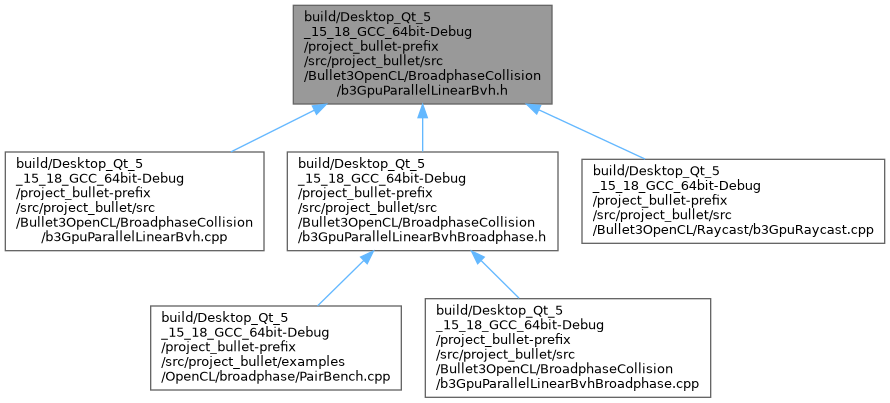 build/Desktop_Qt_5
_15_18_GCC_64bit-Debug
/project_bullet-prefix
/src/project_bullet/src
/Bullet3OpenCL/BroadphaseCollision
/b3GpuParallelLinearBvh.h
build/Desktop_Qt_5
_15_18_GCC_64bit-Debug
/project_bullet-prefix
/src/project_bullet/src
/Bullet3OpenCL/BroadphaseCollision
/b3GpuParallelLinearBvh.cpp
build/Desktop_Qt_5
_15_18_GCC_64bit-Debug
/project_bullet-prefix
/src/project_bullet/src
/Bullet3OpenCL/BroadphaseCollision
/b3GpuParallelLinearBvhBroadphase.h
build/Desktop_Qt_5
_15_18_GCC_64bit-Debug
/project_bullet-prefix
/src/project_bullet/src
/Bullet3OpenCL/Raycast/b3GpuRaycast.cpp
build/Desktop_Qt_5
_15_18_GCC_64bit-Debug
/project_bullet-prefix
/src/project_bullet/examples
/OpenCL/broadphase/PairBench.cpp
build/Desktop_Qt_5
_15_18_GCC_64bit-Debug
/project_bullet-prefix
/src/project_bullet/src
/Bullet3OpenCL/BroadphaseCollision
/b3GpuParallelLinearBvhBroadphase.cpp